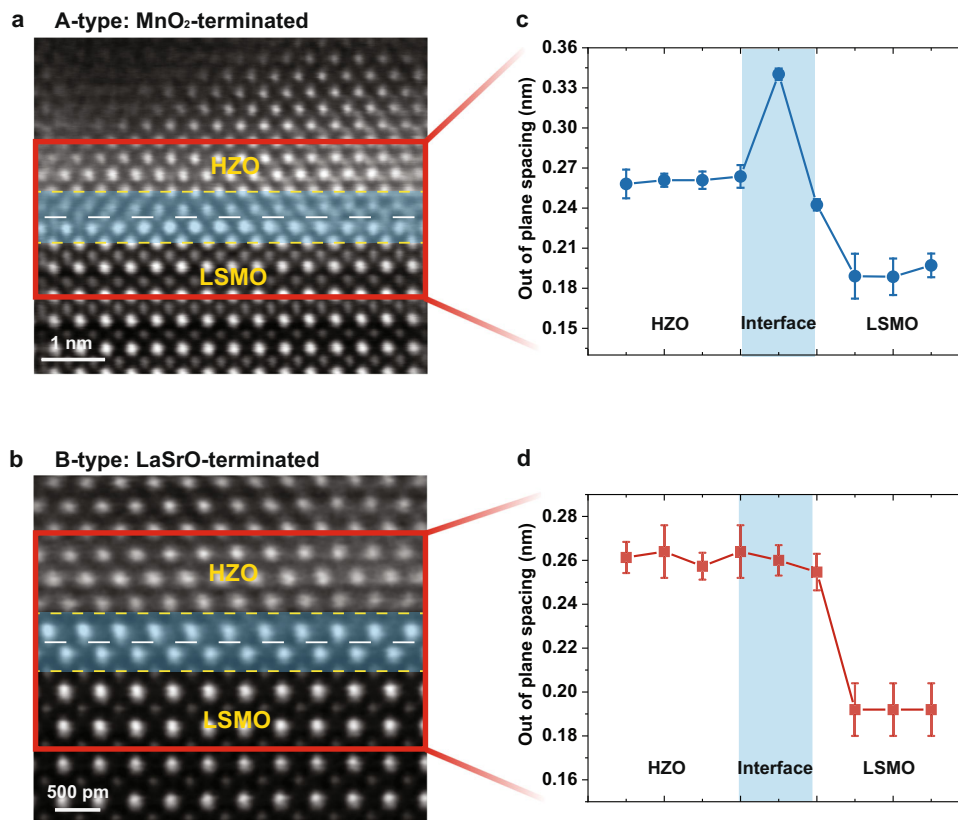 a A-type: MnO₂-terminated
HZO
LSMO
1 nm
c
0.36
0.33
0.30
0.27
0.24
0.21
0.18
0.15
Out of plane spacing (nm)
HZO Interface LSMO
b B-type: LaSrO-terminated
HZO
LSMO
500 pm
d
0.28
0.26
0.24
0.22
0.20
0.18
0.16
Out of plane spacing (nm)
HZO Interface LSMO